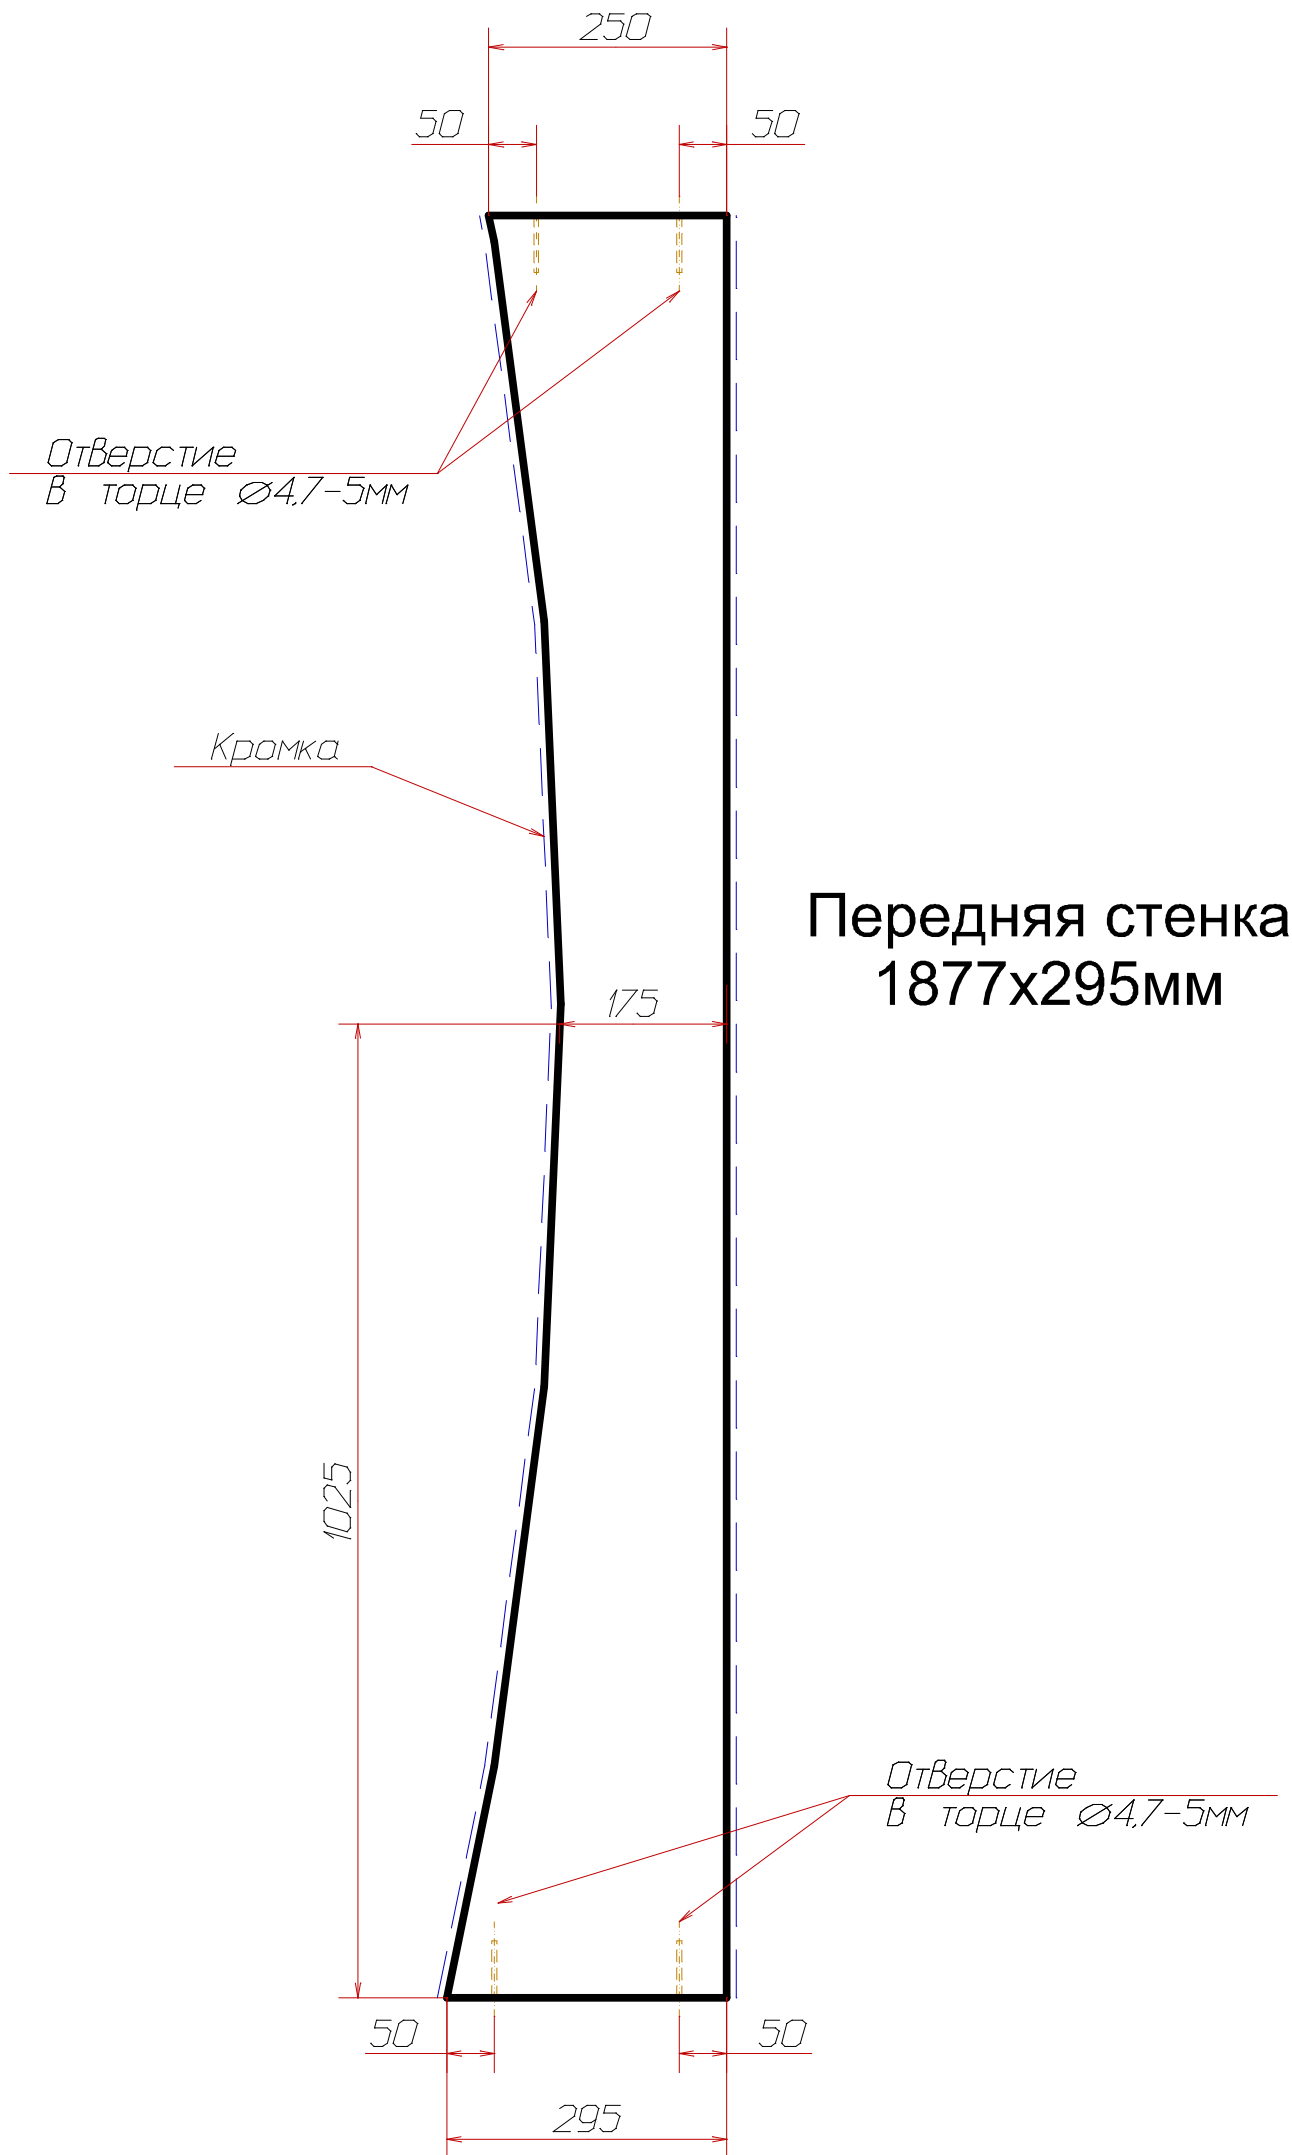 250
50
50
Отверстие
в торце ⌀4,7-5мм
Кромка
Передняя стенка
1877х295мм
175
1025
Отверстие
в торце ⌀4,7-5мм
50
50
295